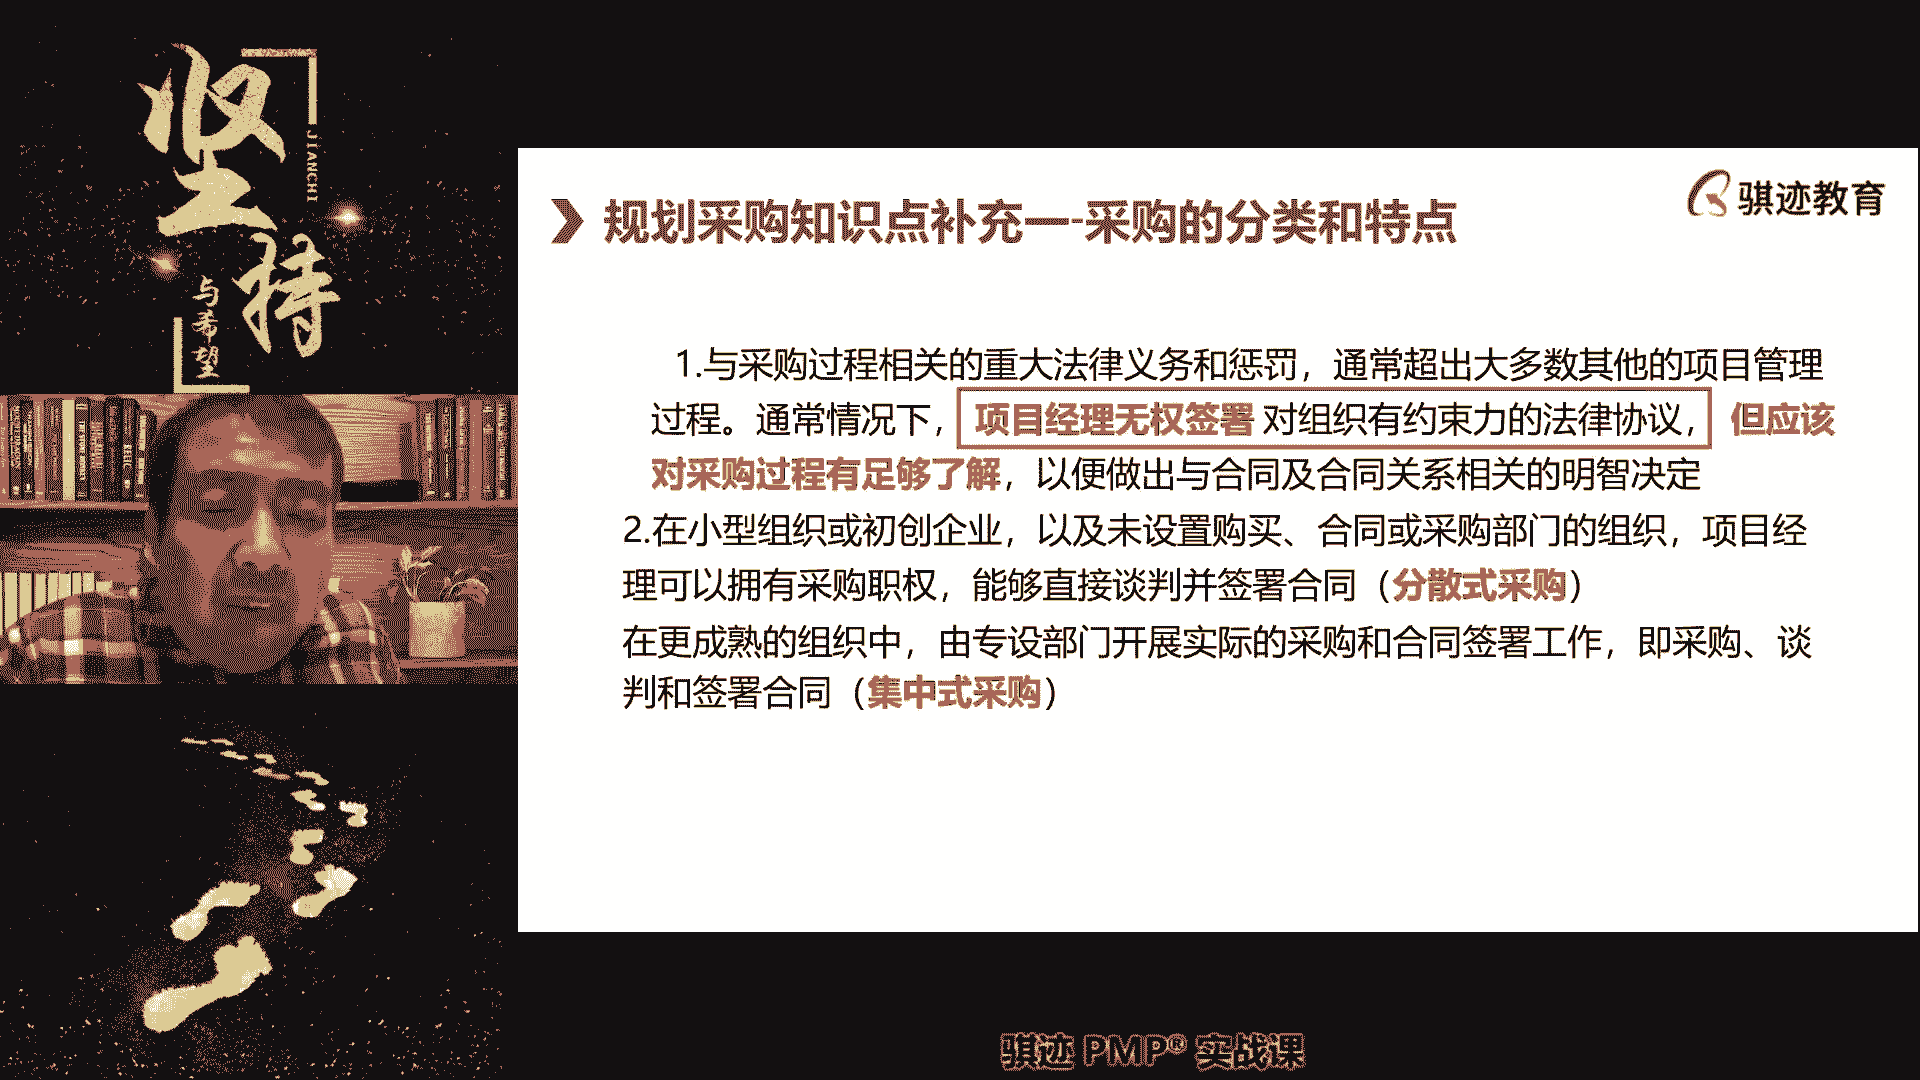 坚持
JIANCHI
与希望
骐迹教育
规划采购知识点补充一-采购的分类和特点
1.与采购过程相关的重大法律义务和惩罚，通常超出大多数其他的项目管理
过程。通常情况下，项目经理无权签署 对组织有约束力的法律协议，但应该
对采购过程有足够了解，以便做出与合同及合同关系相关的明智决定
2.在小型组织或初创企业，以及未设置购买、合同或采购部门的组织，项目经
理可以拥有采购职权，能够直接谈判并签署合同（分散式采购）
在更成熟的组织中，由专设部门开展实际的采购和合同签署工作，即采购、谈
判和签署合同（集中式采购）
骐迹 PMP® 实战课